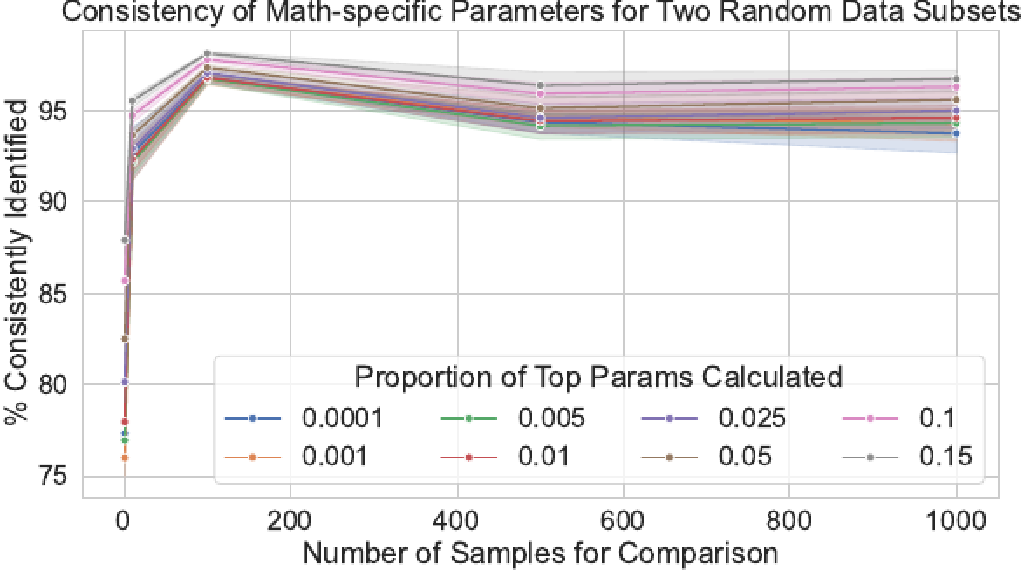 Consistency of Math-specific Parameters for Two Random Data Subsets
% Consistently Identified
95
90
85
80
75
Proportion of Top Params Calculated
0.0001 0.005 0.025 0.1
0.001 0.01 0.05 0.15
0 200 400 600 800 1000
Number of Samples for Comparison